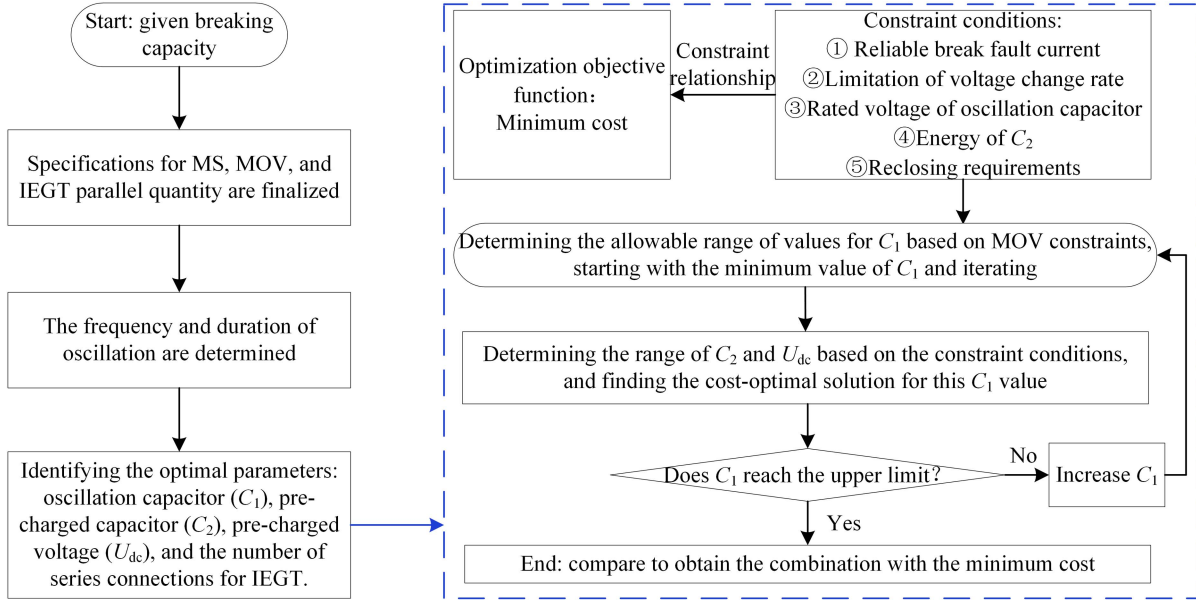 Start: given breaking
capacity
Specifications for MS, MOV, and
IEGT parallel quantity are finalized
The frequency and duration of
oscillation are determined
Identifying the optimal parameters:
oscillation capacitor (C₁), pre-
charged capacitor (C₂), pre-charged
voltage (U_dc), and the number of
series connections for IEGT.
Optimization objective
function：
Minimum cost
Constraint
relationship
Constraint conditions:
① Reliable break fault current
②Limitation of voltage change rate
③Rated voltage of oscillation capacitor
④Energy of C₂
⑤Reclosing requirements
Determining the allowable range of values for C₁ based on MOV constraints,
starting with the minimum value of C₁ and iterating
Determining the range of C₂ and U_dc based on the constraint conditions,
and finding the cost-optimal solution for this C₁ value
Does C₁ reach the upper limit？
No
Increase C₁
Yes
End: compare to obtain the combination with the minimum cost